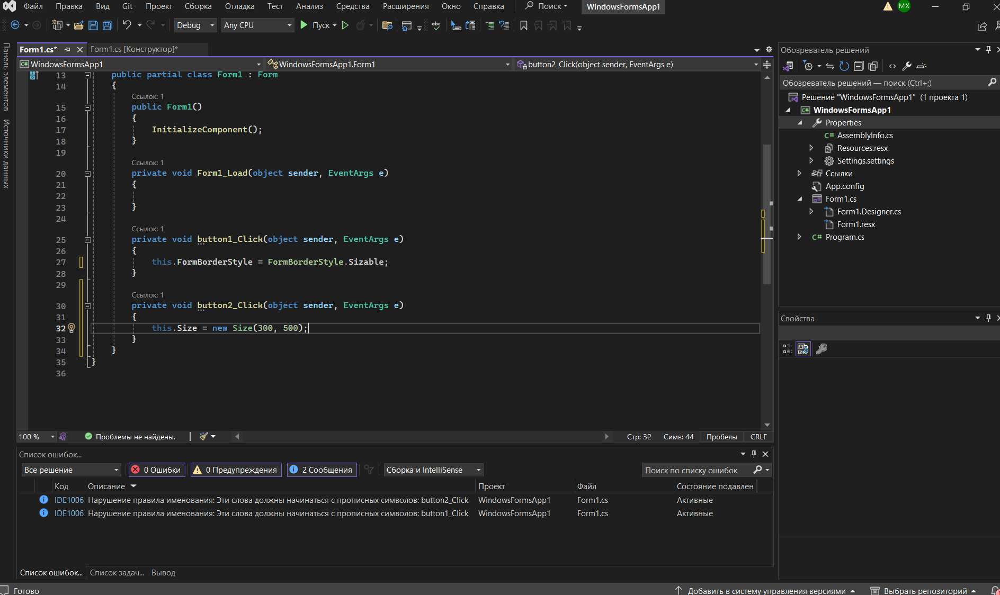 Файл Правка Вид Git Проект Сборка Отладка Тест Анализ Средства Расширения Окно Справка Поиск WindowsFormsApp1 MX
Debug Any CPU Пуск abc
Панель элементов
Источники данных
Form1.cs* Form1.cs [Конструктор]*
WindowsFormsApp1 WindowsFormsApp1.Form1 button2_Click(object sender, EventArgs e)
13 public partial class Form1 : Form
14 {
Ссылок: 1
15 public Form1()
16 {
17 InitializeComponent();
18 }
19
Ссылок: 1
20 private void Form1_Load(object sender, EventArgs e)
21 {
22
23 }
24
Ссылок: 1
25 private void button1_Click(object sender, EventArgs e)
26 {
27 this.FormBorderStyle = FormBorderStyle.Sizable;
28 }
29
Ссылок: 1
30 private void button2_Click(object sender, EventArgs e)
31 {
32 this.Size = new Size(300, 500);
33 }
34 }
35 }
36
100 % Проблемы не найдены. Стр: 32 Симв: 44 Пробелы CRLF
Список ошибок...
Все решение 0 Ошибки 0 Предупреждения 2 Сообщения Сборка и IntelliSense Поиск по списку ошибок
Код Описание Проект Файл Состояние подавлен
IDE1006 Нарушение правила именования: Эти слова должны начинаться с прописных символов: button2_Click WindowsFormsApp1 Form1.cs Активные
IDE1006 Нарушение правила именования: Эти слова должны начинаться с прописных символов: button1_Click WindowsFormsApp1 Form1.cs Активные
Список ошибок... Список задач... Вывод
Обозреватель решений
Обозреватель решений — поиск (Ctrl+;)
Решение "WindowsFormsApp1" (1 проекта 1)
C# WindowsFormsApp1
Properties
C# AssemblyInfo.cs
Resources.resx
Settings.settings
Ссылки
App.config
Form1.cs
Form1.Designer.cs
Form1.resx
C# Program.cs
Свойства
Готово Добавить в систему управления версиями Выбрать репозиторий